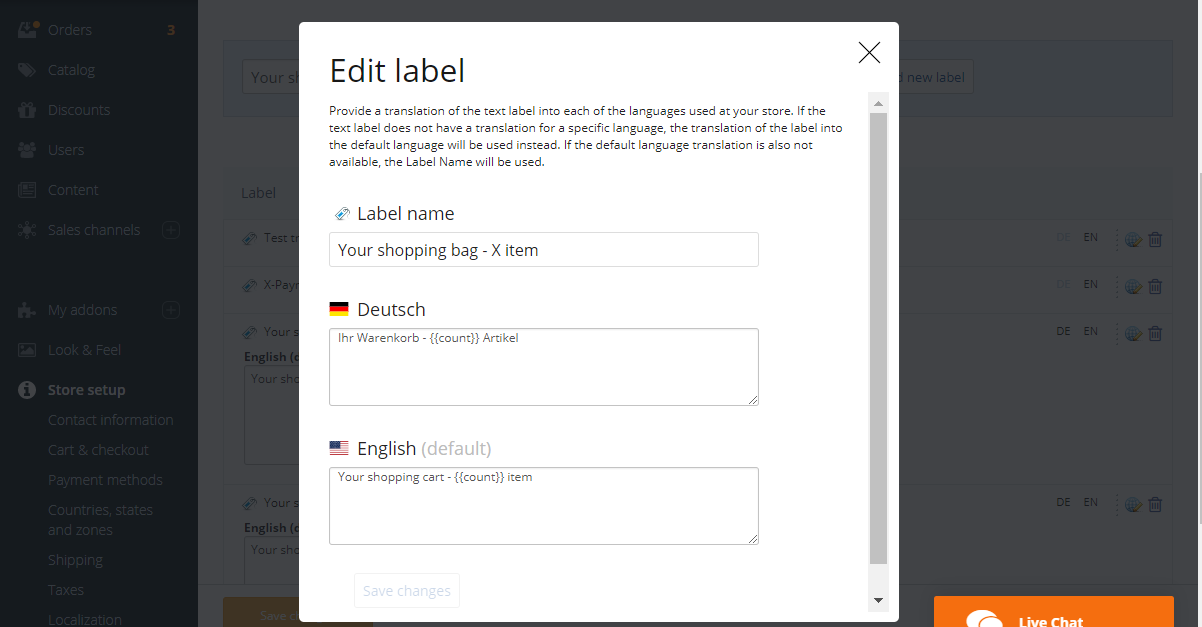 Orders 3
Catalog
Discounts
Users
Content
Sales channels
My addons
Look & Feel
Store setup
Contact information
Cart & checkout
Payment methods
Countries, states
and zones
Shipping
Taxes
Localization
Your
new label
Label
Test
DE EN
DE EN
Your
DE EN
English
Your
Your
DE EN
English
Your
Save
Edit label
Provide a translation of the text label into each of the languages used at your store. If the
text label does not have a translation for a specific language, the translation of the label into
the default language will be used instead. If the default language translation is also not
available, the Label Name will be used.
Label name
Your shopping bag - X item
Deutsch
Ihr Warenkorb - {{count}} Artikel
English (default)
Your shopping cart - {{count}} item
Save changes
Live Chat